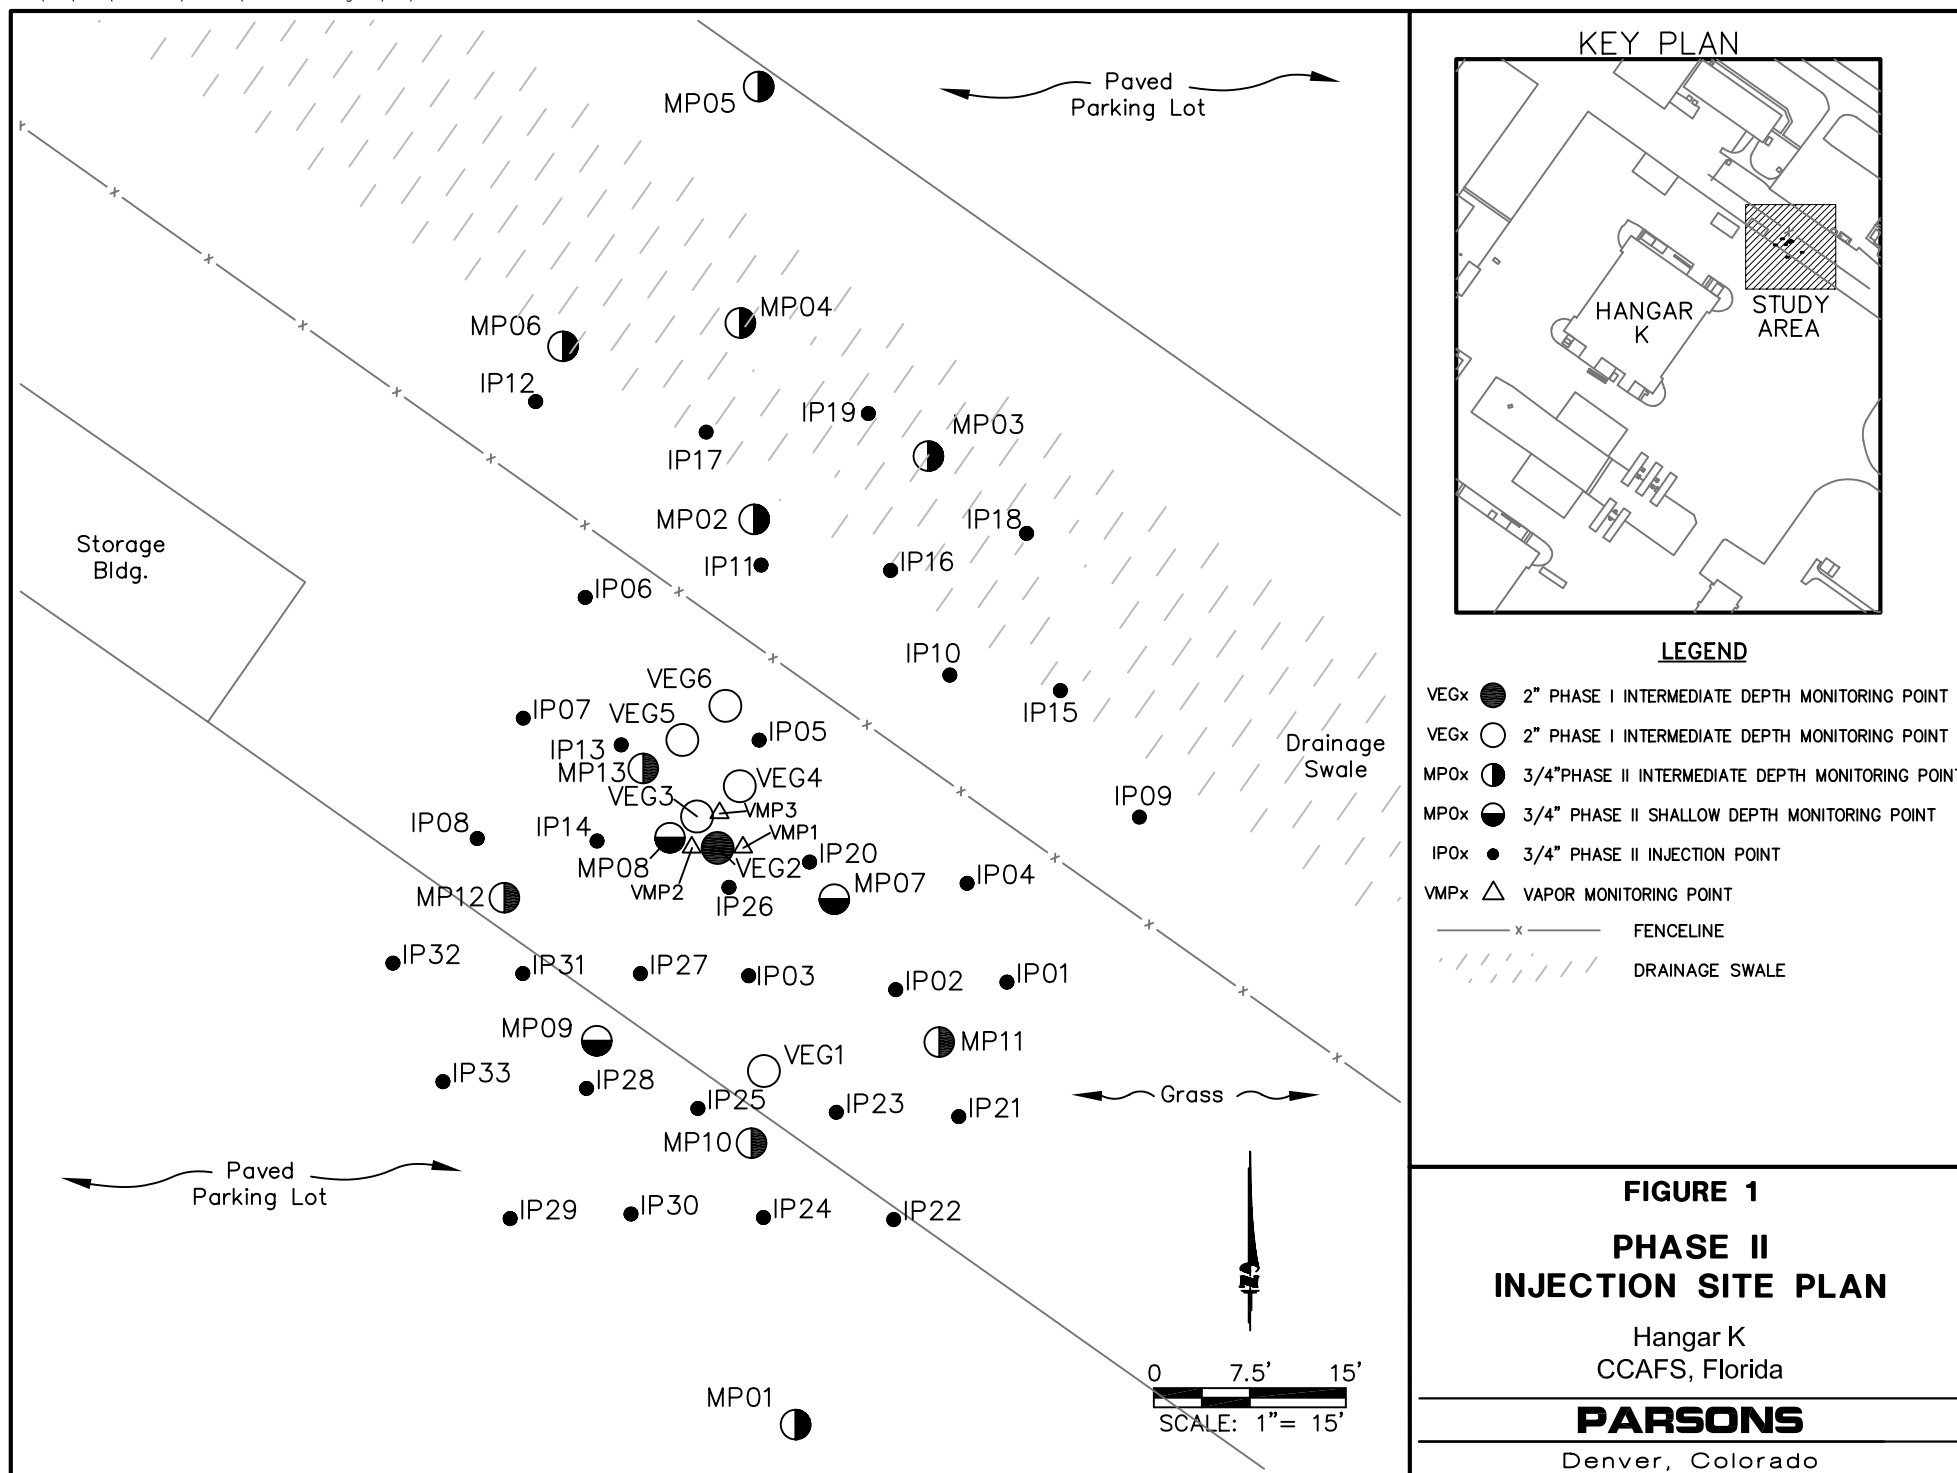 KEY PLAN
Paved
Parking Lot
MP05
MP04
MP06
IP12
IP19
MP03
IP17
MP02
IP18
IP11
IP16
IP06
Storage
Bldg.
IP10
IP15
VEG6
VEG5
IP07
IP05
IP13
MP13
VEG4
VEG3
VMP3
Drainage
Swale
IP09
IP08
IP14
VMP1
MP08
VEG2
IP20
VMP2
IP26
MP07
IP04
MP12
IP32
IP31
IP27
IP03
IP02
IP01
MP09
MP11
VEG1
IP33
IP28
IP25
IP23
IP21
Grass
MP10
Paved
Parking Lot
IP29
IP30
IP24
IP22
N
MP01
0 7.5' 15'
SCALE: 1"= 15'
HANGAR
K
STUDY
AREA
LEGEND
VEGx 2" PHASE I INTERMEDIATE DEPTH MONITORING POINT
VEGx 2" PHASE I INTERMEDIATE DEPTH MONITORING POINT
MP0x 3/4"PHASE II INTERMEDIATE DEPTH MONITORING POINT
MP0x 3/4" PHASE II SHALLOW DEPTH MONITORING POINT
IP0x 3/4" PHASE II INJECTION POINT
VMPx VAPOR MONITORING POINT
x FENCELINE
DRAINAGE SWALE
FIGURE 1
PHASE II
INJECTION SITE PLAN
Hangar K
CCAFS, Florida
PARSONS
Denver, Colorado